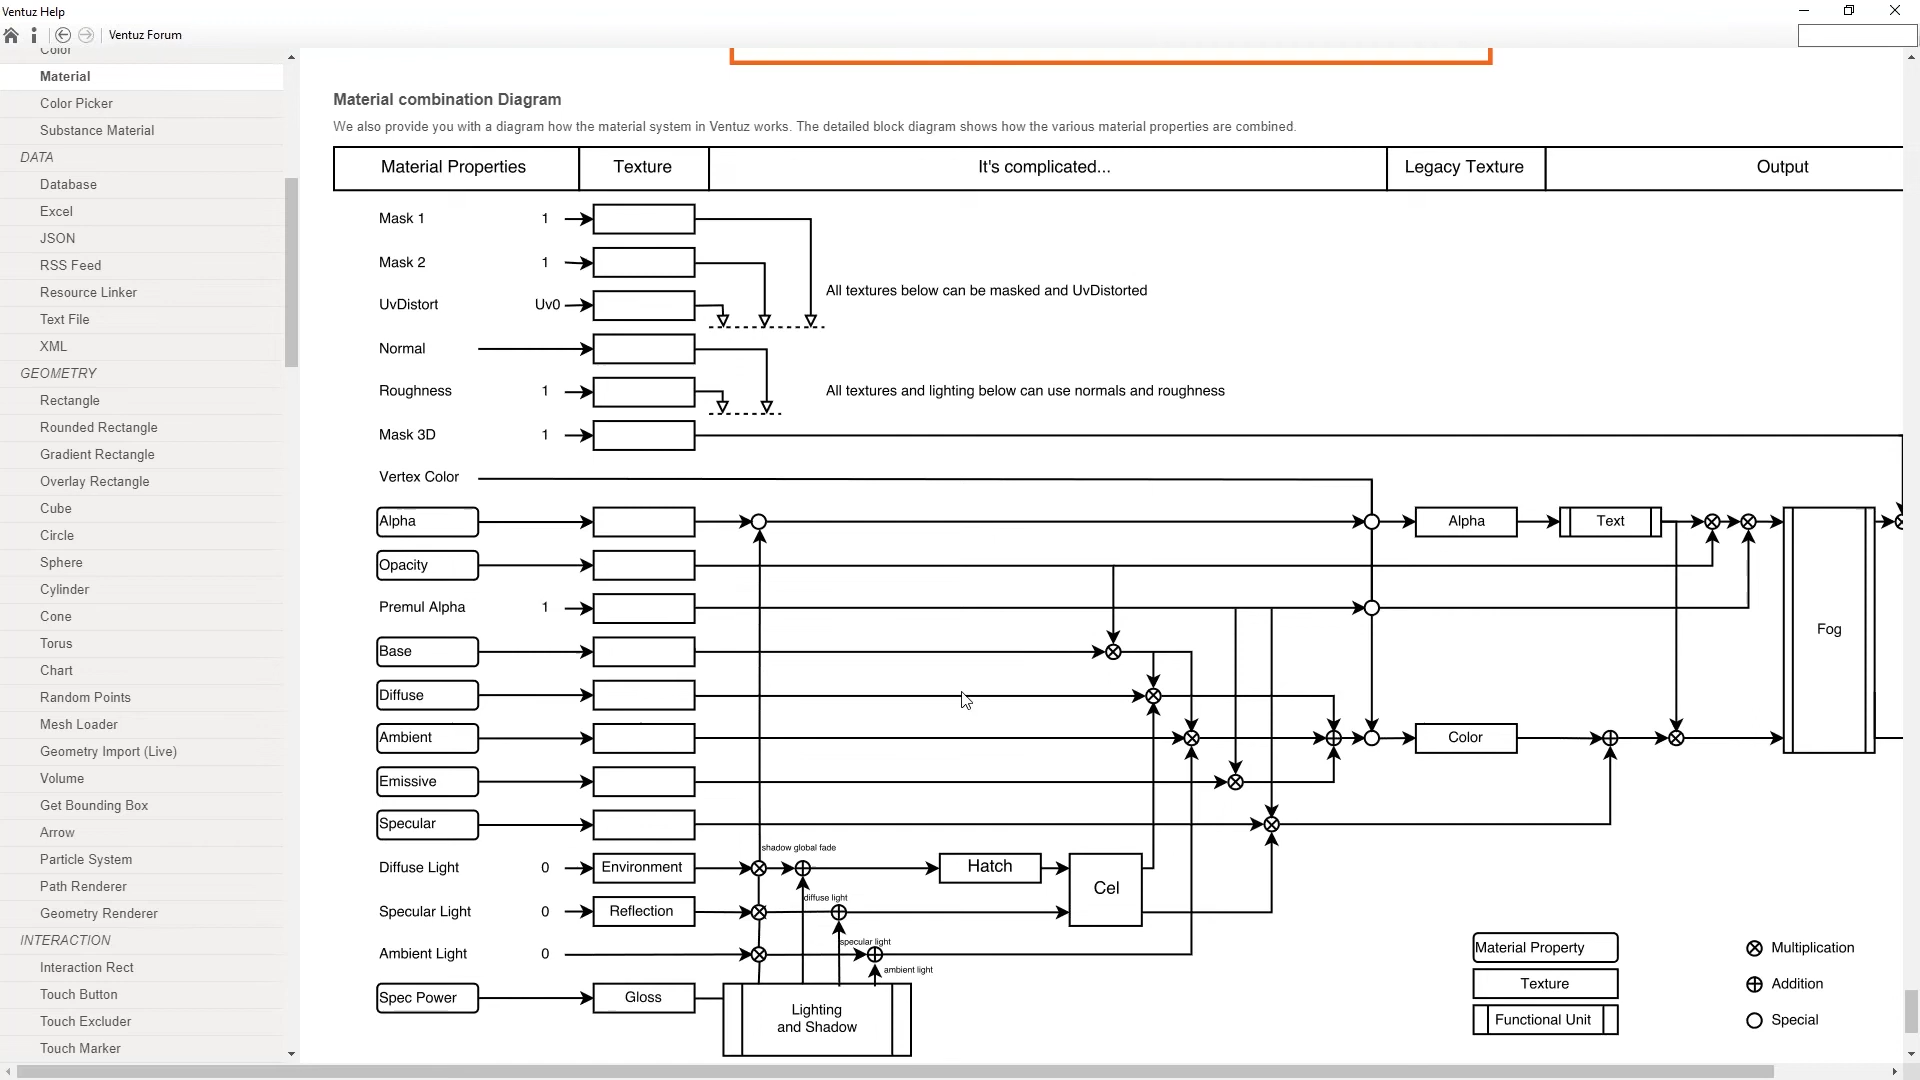 Ventuz Help
Ventuz Forum
Color
Material
Color Picker
Substance Material
DATA
Database
Excel
JSON
RSS Feed
Resource Linker
Text File
XML
GEOMETRY
Rectangle
Rounded Rectangle
Gradient Rectangle
Overlay Rectangle
Cube
Circle
Sphere
Cylinder
Cone
Torus
Chart
Random Points
Mesh Loader
Geometry Import (Live)
Volume
Get Bounding Box
Arrow
Particle System
Path Renderer
Geometry Renderer
INTERACTION
Interaction Rect
Touch Button
Touch Excluder
Touch Marker
Material combination Diagram
We also provide you with a diagram how the material system in Ventuz works. The detailed block diagram shows how the various material properties are combined.
Material Properties Texture It's complicated... Legacy Texture Output
Mask 1 1
Mask 2 1
All textures below can be masked and UvDistorted
UvDistort Uv0
Normal
Roughness 1 All textures and lighting below can use normals and roughness
Mask 3D 1
Vertex Color
Alpha Alpha Text
Opacity
Premul Alpha 1
Fog
Base
Diffuse
Ambient Color
Emissive
Specular
shadow global fade
Diffuse Light 0 Environment Hatch
Cel
diffuse light
Specular Light 0 Reflection
specular light
Ambient Light 0
ambient light
Spec Power Gloss
Lighting
and Shadow
Material Property Multiplication
Texture Addition
Functional Unit Special